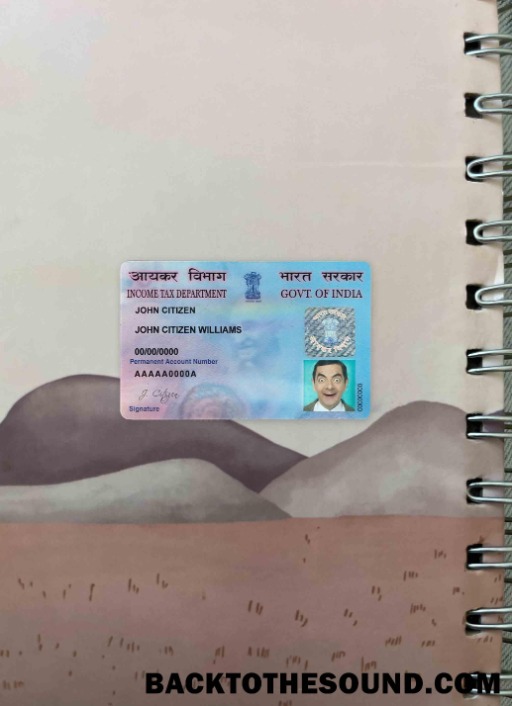 आयकर विभाग
भारत सरकार
INCOME TAX DEPARTMENT
GOVT. OF INDIA
JOHN CITIZEN
JOHN CITIZEN WILLIAMS
00/00/0000
Permanent Account Number
AAAAA0000A
J. Citizen
Signature
BACKTOTHESOUND.COM